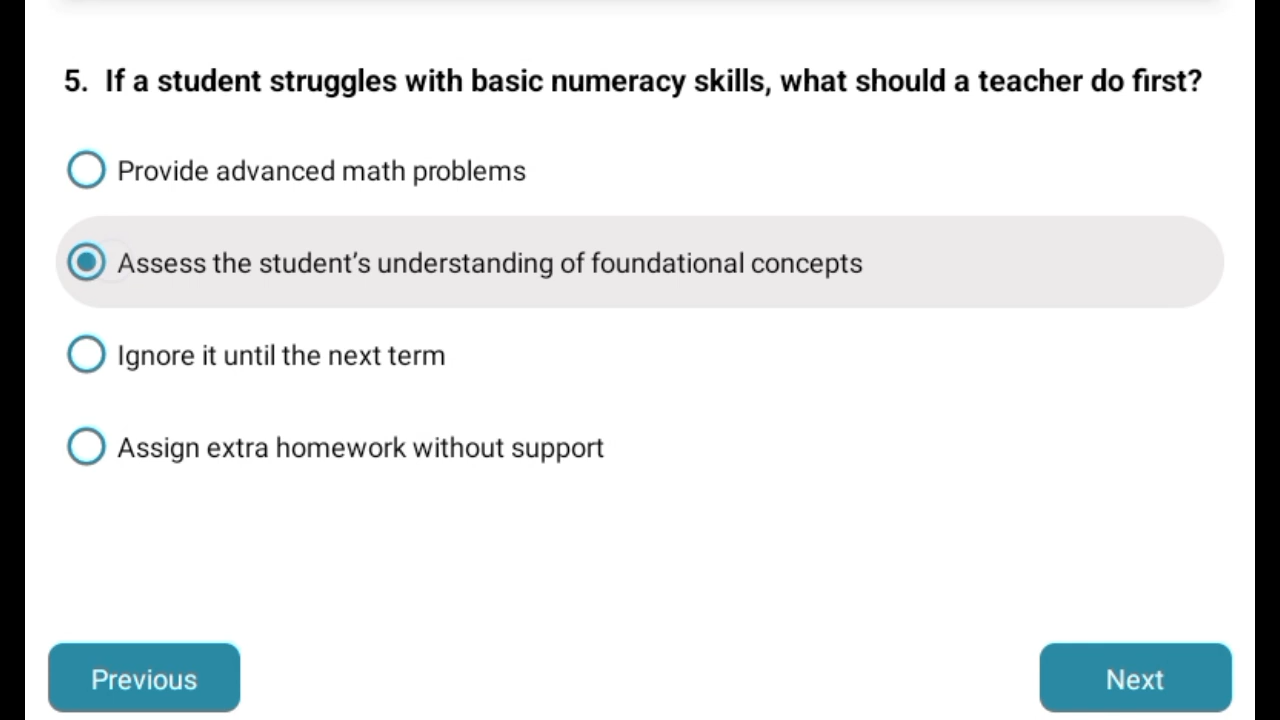 5. If a student struggles with basic numeracy skills, what should a teacher do first?
Provide advanced math problems
Assess the student’s understanding of foundational concepts
Ignore it until the next term
Assign extra homework without support
Previous
Next